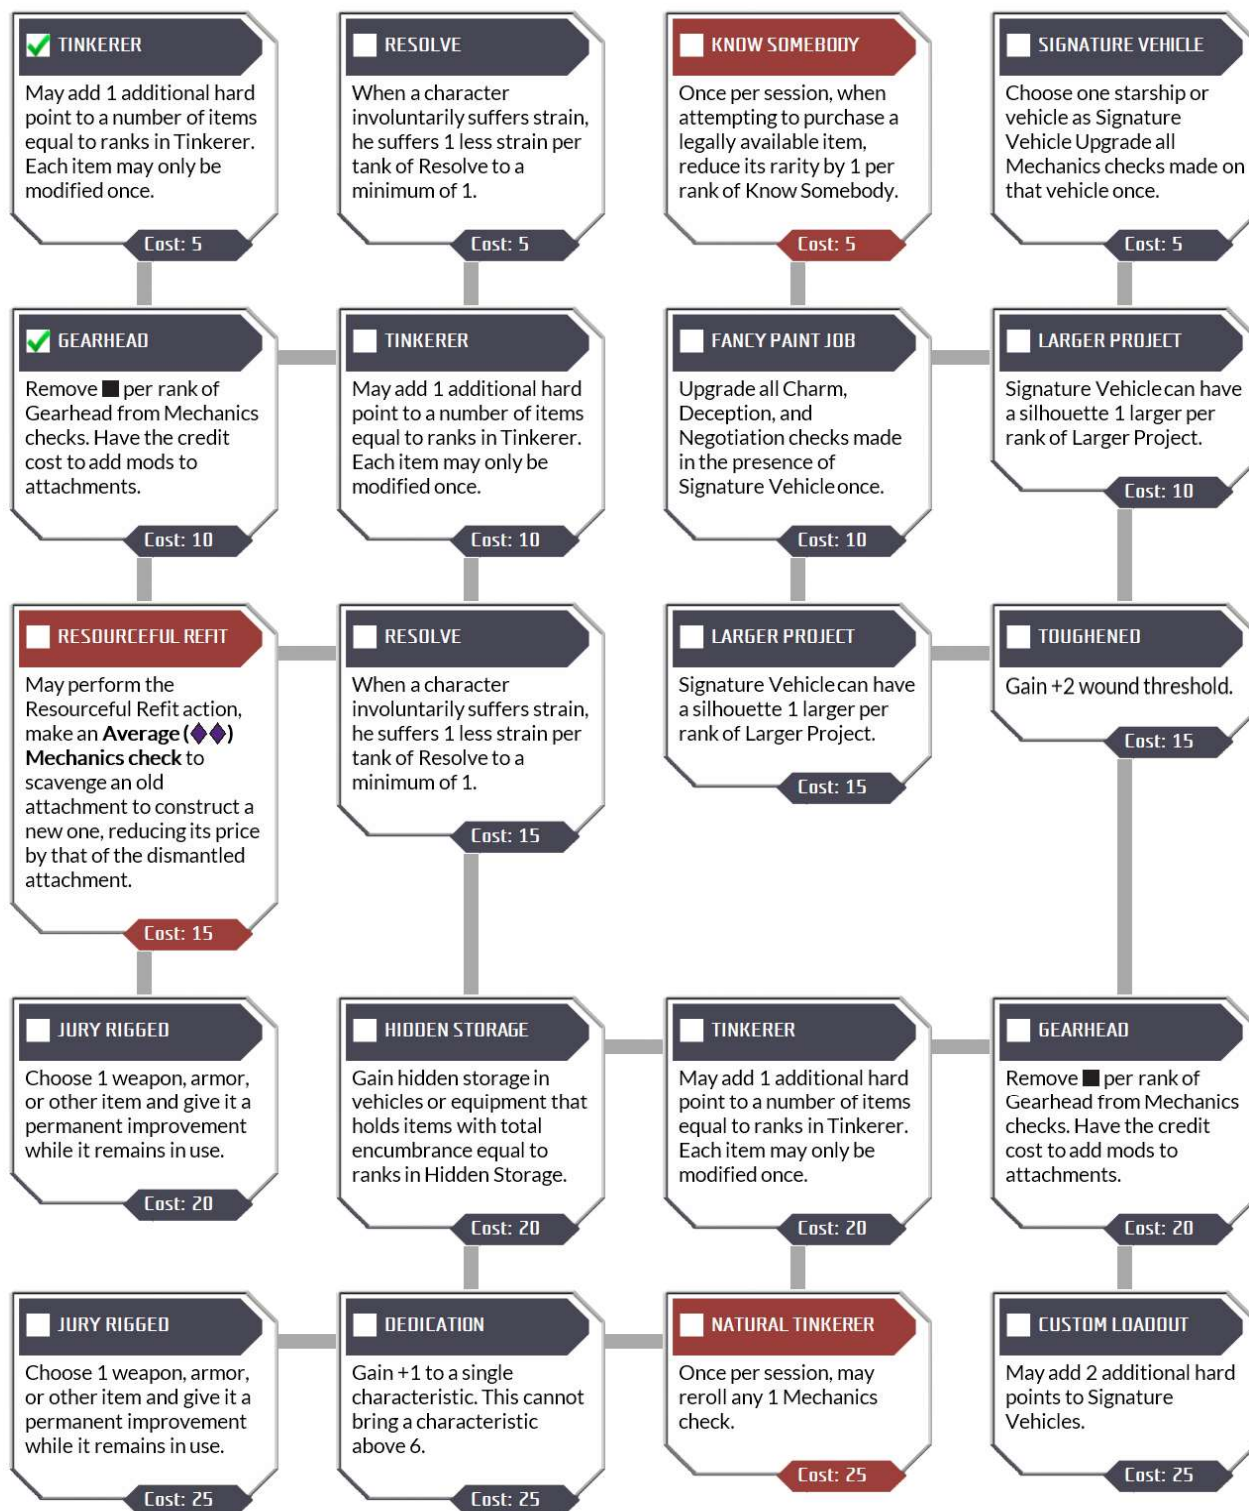 TINKERER
May add 1 additional hard
point to a number of items
equal to ranks in Tinkerer.
Each item may only be
modified once.
Cost: 5
RESOLVE
When a character
involuntarily suffers strain,
he suffers 1 less strain per
tank of Resolve to a
minimum of 1.
Cost: 5
KNOW SOMEBODY
Once per session, when
attempting to purchase a
legally available item,
reduce its rarity by 1 per
rank of Know Somebody.
Cost: 5
SIGNATURE VEHICLE
Choose one starship or
vehicle as Signature
Vehicle Upgrade all
Mechanics checks made on
that vehicle once.
Cost: 5
GEARHEAD
Remove ■ per rank of
Gearhead from Mechanics
checks. Have the credit
cost to add mods to
attachments.
Cost: 10
TINKERER
May add 1 additional hard
point to a number of items
equal to ranks in Tinkerer.
Each item may only be
modified once.
Cost: 10
FANCY PAINT JOB
Upgrade all Charm,
Deception, and
Negotiation checks made
in the presence of
Signature Vehicle once.
Cost: 10
LARGER PROJECT
Signature Vehicle can have
a silhouette 1 larger per
rank of Larger Project.
Cost: 10
RESOURCEFUL REFIT
May perform the
Resourceful Refit action,
make an Average (◆◆)
Mechanics check to
scavenge an old
attachment to construct a
new one, reducing its price
by that of the dismantled
attachment.
Cost: 15
RESOLVE
When a character
involuntarily suffers strain,
he suffers 1 less strain per
tank of Resolve to a
minimum of 1.
Cost: 15
LARGER PROJECT
Signature Vehicle can have
a silhouette 1 larger per
rank of Larger Project.
Cost: 15
TOUGHENED
Gain +2 wound threshold.
Cost: 15
JURY RIGGED
Choose 1 weapon, armor,
or other item and give it a
permanent improvement
while it remains in use.
Cost: 20
HIDDEN STORAGE
Gain hidden storage in
vehicles or equipment that
holds items with total
encumbrance equal to
ranks in Hidden Storage.
Cost: 20
TINKERER
May add 1 additional hard
point to a number of items
equal to ranks in Tinkerer.
Each item may only be
modified once.
Cost: 20
GEARHEAD
Remove ■ per rank of
Gearhead from Mechanics
checks. Have the credit
cost to add mods to
attachments.
Cost: 20
JURY RIGGED
Choose 1 weapon, armor,
or other item and give it a
permanent improvement
while it remains in use.
Cost: 25
DEDICATION
Gain +1 to a single
characteristic. This cannot
bring a characteristic
above 6.
Cost: 25
NATURAL TINKERER
Once per session, may
reroll any 1 Mechanics
check.
Cost: 25
CUSTOM LOADOUT
May add 2 additional hard
points to Signature
Vehicles.
Cost: 25